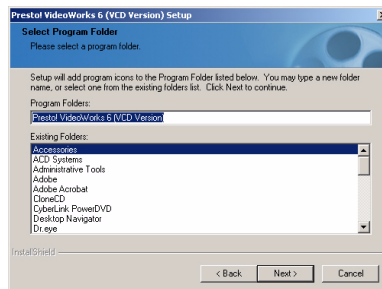 Presto! VideoWorks 6 (VCD Version) Setup
Select Program Folder
Please select a program folder.
Setup will add program icons to the Program Folder listed below. You may type a new folder
name, or select one from the existing folders list. Click Next to continue.
Program Folders:
Presto! VideoWorks 6 (VCD Version)
Existing Folders:
Accessories
ACD Systems
Administrative Tools
Adobe
Adobe Acrobat
CloneCD
CyberLink PowerDVD
Desktop Navigator
Dr.eye
InstallShield
< Back
Next >
Cancel